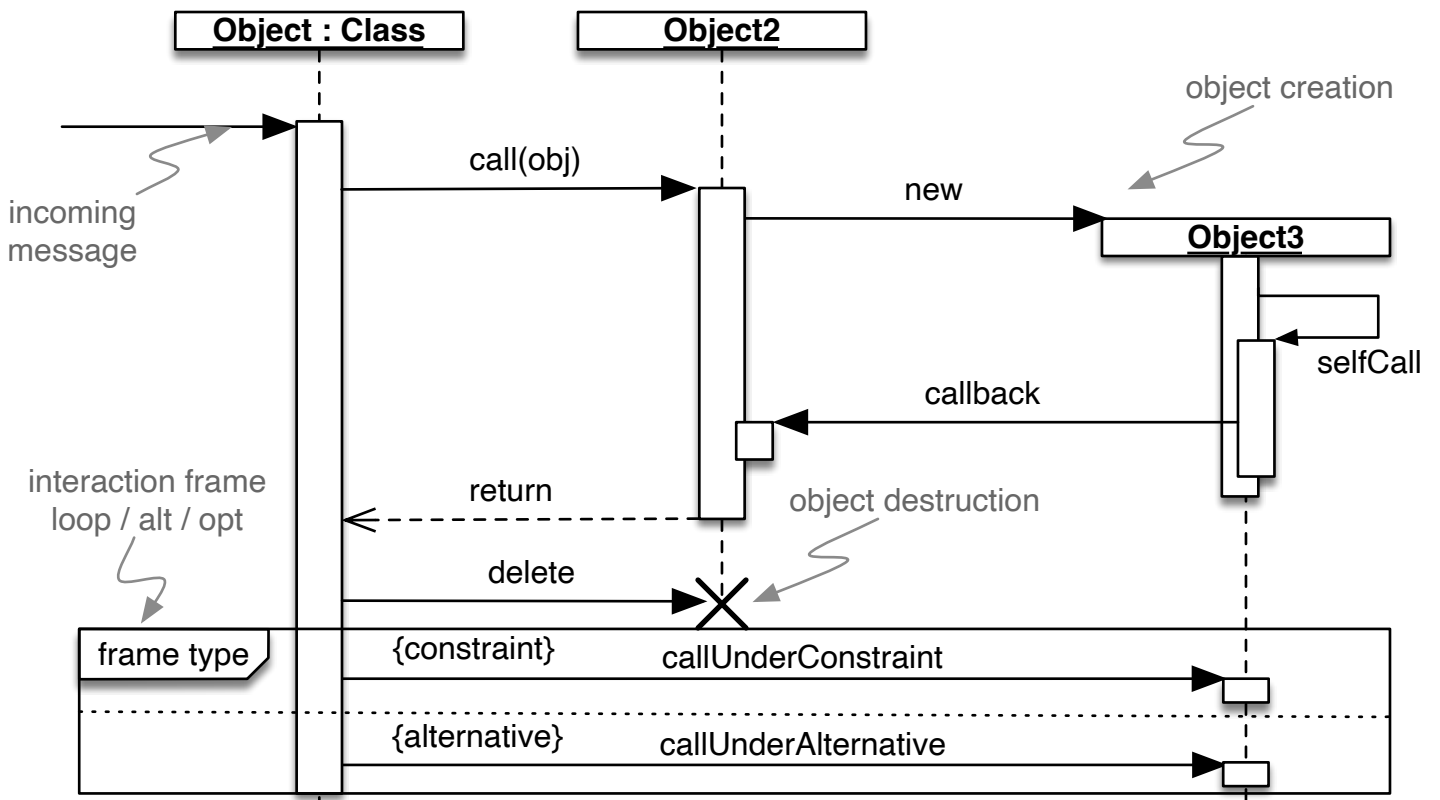 Object : Class
Object2
object creation
call(obj)
new
incoming
message
Object3
selfCall
callback
interaction frame
loop / alt / opt
return
object destruction
delete
frame type
{constraint}
callUnderConstraint
{alternative}
callUnderAlternative